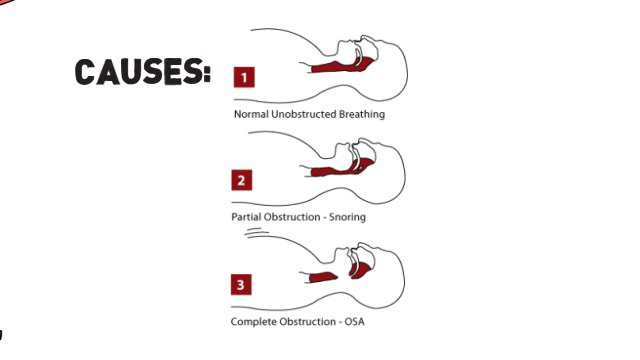 CAUSES:
1
Normal Unobstructed Breathing
2
Partial Obstruction - Snoring
3
Complete Obstruction - OSA